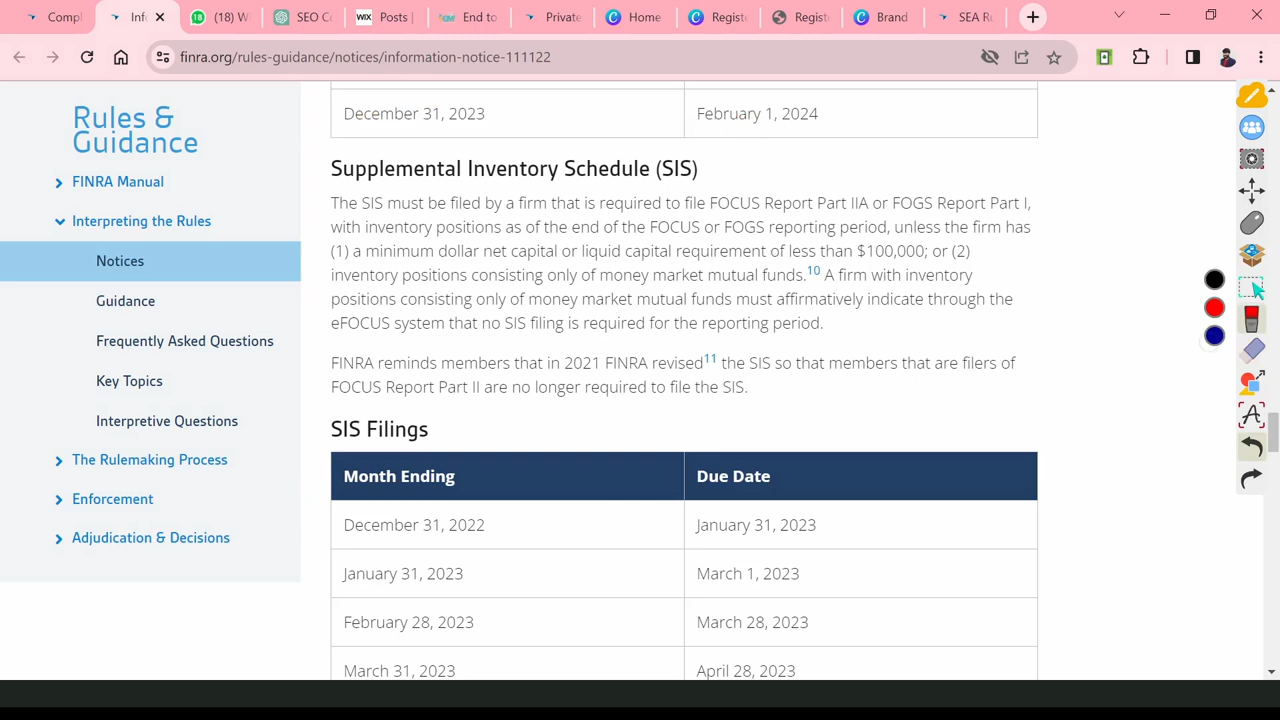 Compl
Info
(18) W
SEO Co
WIX
Posts |
End to
Private
Home
Registe
Registr
Brand
SEA Ru
finra.org/rules-guidance/notices/information-notice-111122
Rules &
Guidance
FINRA Manual
Interpreting the Rules
Notices
Guidance
Frequently Asked Questions
Key Topics
Interpretive Questions
The Rulemaking Process
Enforcement
Adjudication & Decisions
December 31, 2023 February 1, 2024
Supplemental Inventory Schedule (SIS)
The SIS must be filed by a firm that is required to file FOCUS Report Part IIA or FOGS Report Part I,
with inventory positions as of the end of the FOCUS or FOGS reporting period, unless the firm has
(1) a minimum dollar net capital or liquid capital requirement of less than $100,000; or (2)
inventory positions consisting only of money market mutual funds.10 A firm with inventory
positions consisting only of money market mutual funds must affirmatively indicate through the
eFOCUS system that no SIS filing is required for the reporting period.
FINRA reminds members that in 2021 FINRA revised11 the SIS so that members that are filers of
FOCUS Report Part II are no longer required to file the SIS.
SIS Filings
Month Ending Due Date
December 31, 2022 January 31, 2023
January 31, 2023 March 1, 2023
February 28, 2023 March 28, 2023
March 31, 2023 April 28, 2023